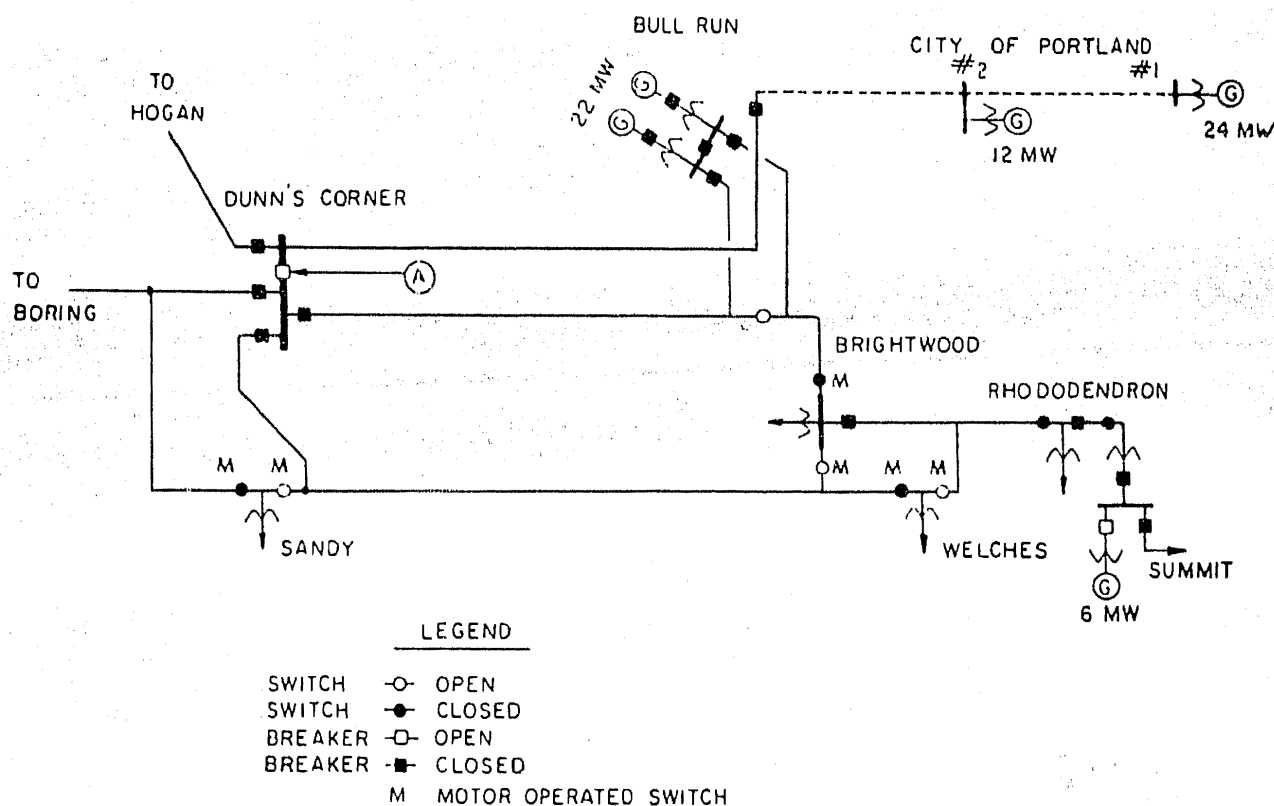 BULL RUN
CITY OF PORTLAND
#2
#1
TO
HOGAN
22 MW
G
G
G
G
24 MW
12 MW
DUNN'S CORNER
TO
BORING
A
BRIGHTWOOD
M
RHODODENDRON
M
M
M
M
M
SANDY
WELCHES
SUMMIT
G
6 MW
LEGEND
SWITCH OPEN
SWITCH CLOSED
BREAKER OPEN
BREAKER CLOSED
M MOTOR OPERATED SWITCH